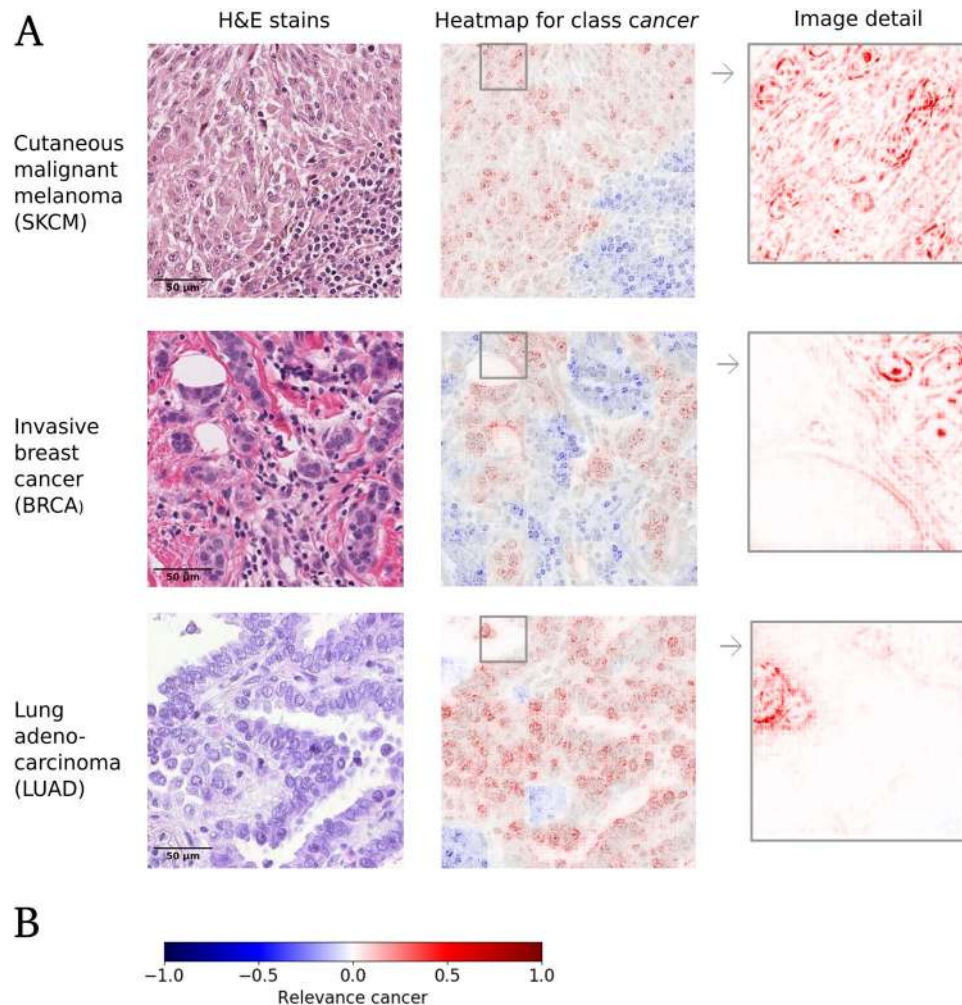 A
H&E stains
Heatmap for class cancer
Image detail
Cutaneous
malignant
melanoma
(SKCM)
50 µm
Invasive
breast
cancer
(BRCA)
50 µm
Lung
adeno-
carcinoma
(LUAD)
50 µm
B
−1.0 −0.5 0.0 0.5 1.0
Relevance cancer